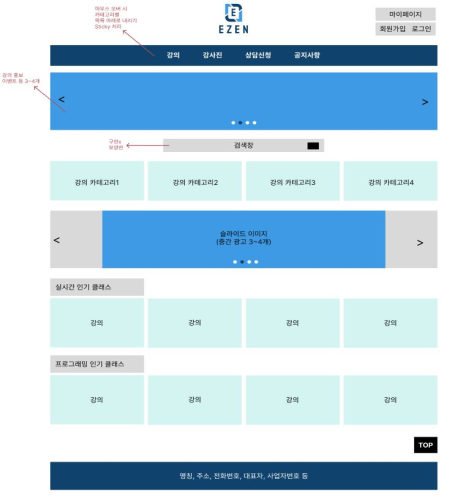 마우스 오버 시
카테고리별
목록 아래로 내리기
Sticky 처리
E
EZEN
마이페이지
회원가입 로그인
강의 강사진 상담신청 공지사항
강의 홍보
이벤트 등 3~4개
<
>
검색창
강의 카테고리1
강의 카테고리2
강의 카테고리3
강의 카테고리4
<
슬라이드 이미지
(중간 광고 3~4개)
>
실시간 인기 클래스
강의
강의
강의
강의
프로그래밍 인기 클래스
강의
강의
강의
강의
TOP
명칭, 주소, 전화번호, 대표자, 사업자번호 등